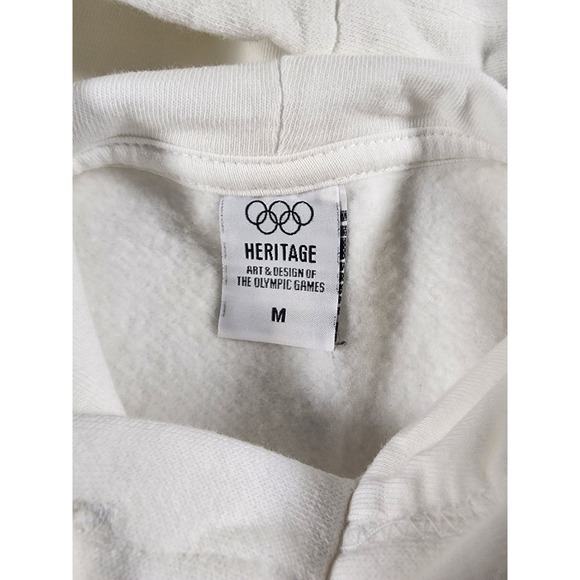 HERITAGE
ART & DESIGN OF
THE OLYMPIC GAMES
M